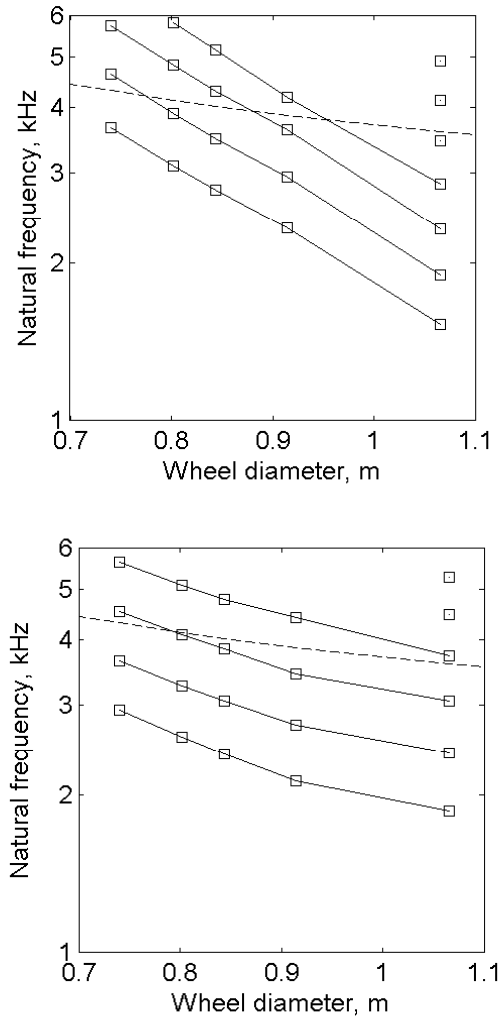 6
5
4
3
2
1
Natural frequency, kHz
0.7 0.8 0.9 1 1.1
Wheel diameter, m
6
5
4
3
2
1
Natural frequency, kHz
0.7 0.8 0.9 1 1.1
Wheel diameter, m